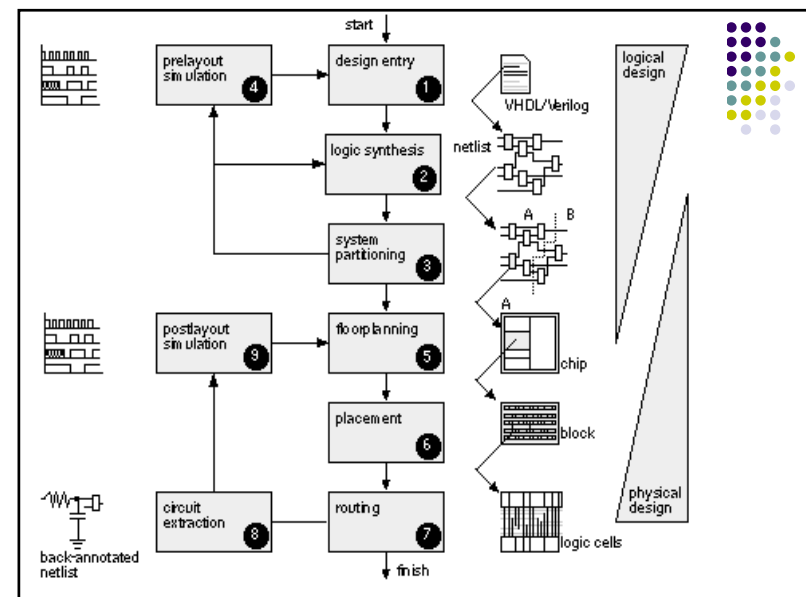 start
prelayout
simulation
4
design entry
1
VHDL/Verilog
logical
design
logic synthesis
2
netlist
system
partitioning
3
A
B
postlayout
simulation
9
floorplanning
5
A
chip
placement
6
block
circuit
extraction
8
routing
7
logic cells
physical
design
back-annotated
netlist
finish